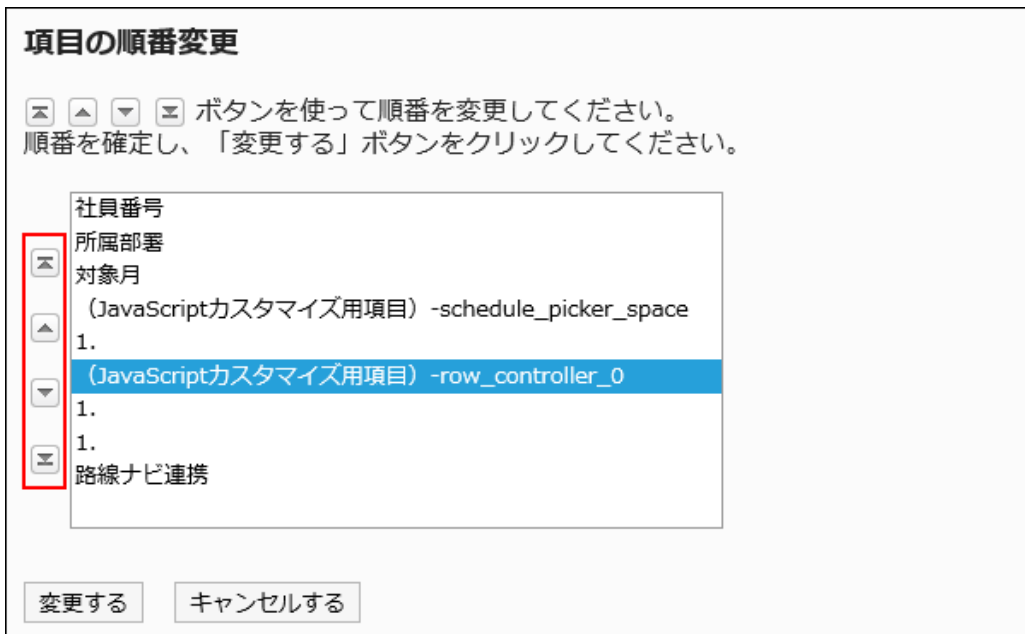 項目の順番変更
ボタンを使って順番を変更してください。
順番を確定し、「変更する」ボタンをクリックしてください。
社員番号
所属部署
対象月
（JavaScriptカスタマイズ用項目）-schedule_picker_space
1.
（JavaScriptカスタマイズ用項目）-row_controller_0
1.
1.
路線ナビ連携
変更する
キャンセルする